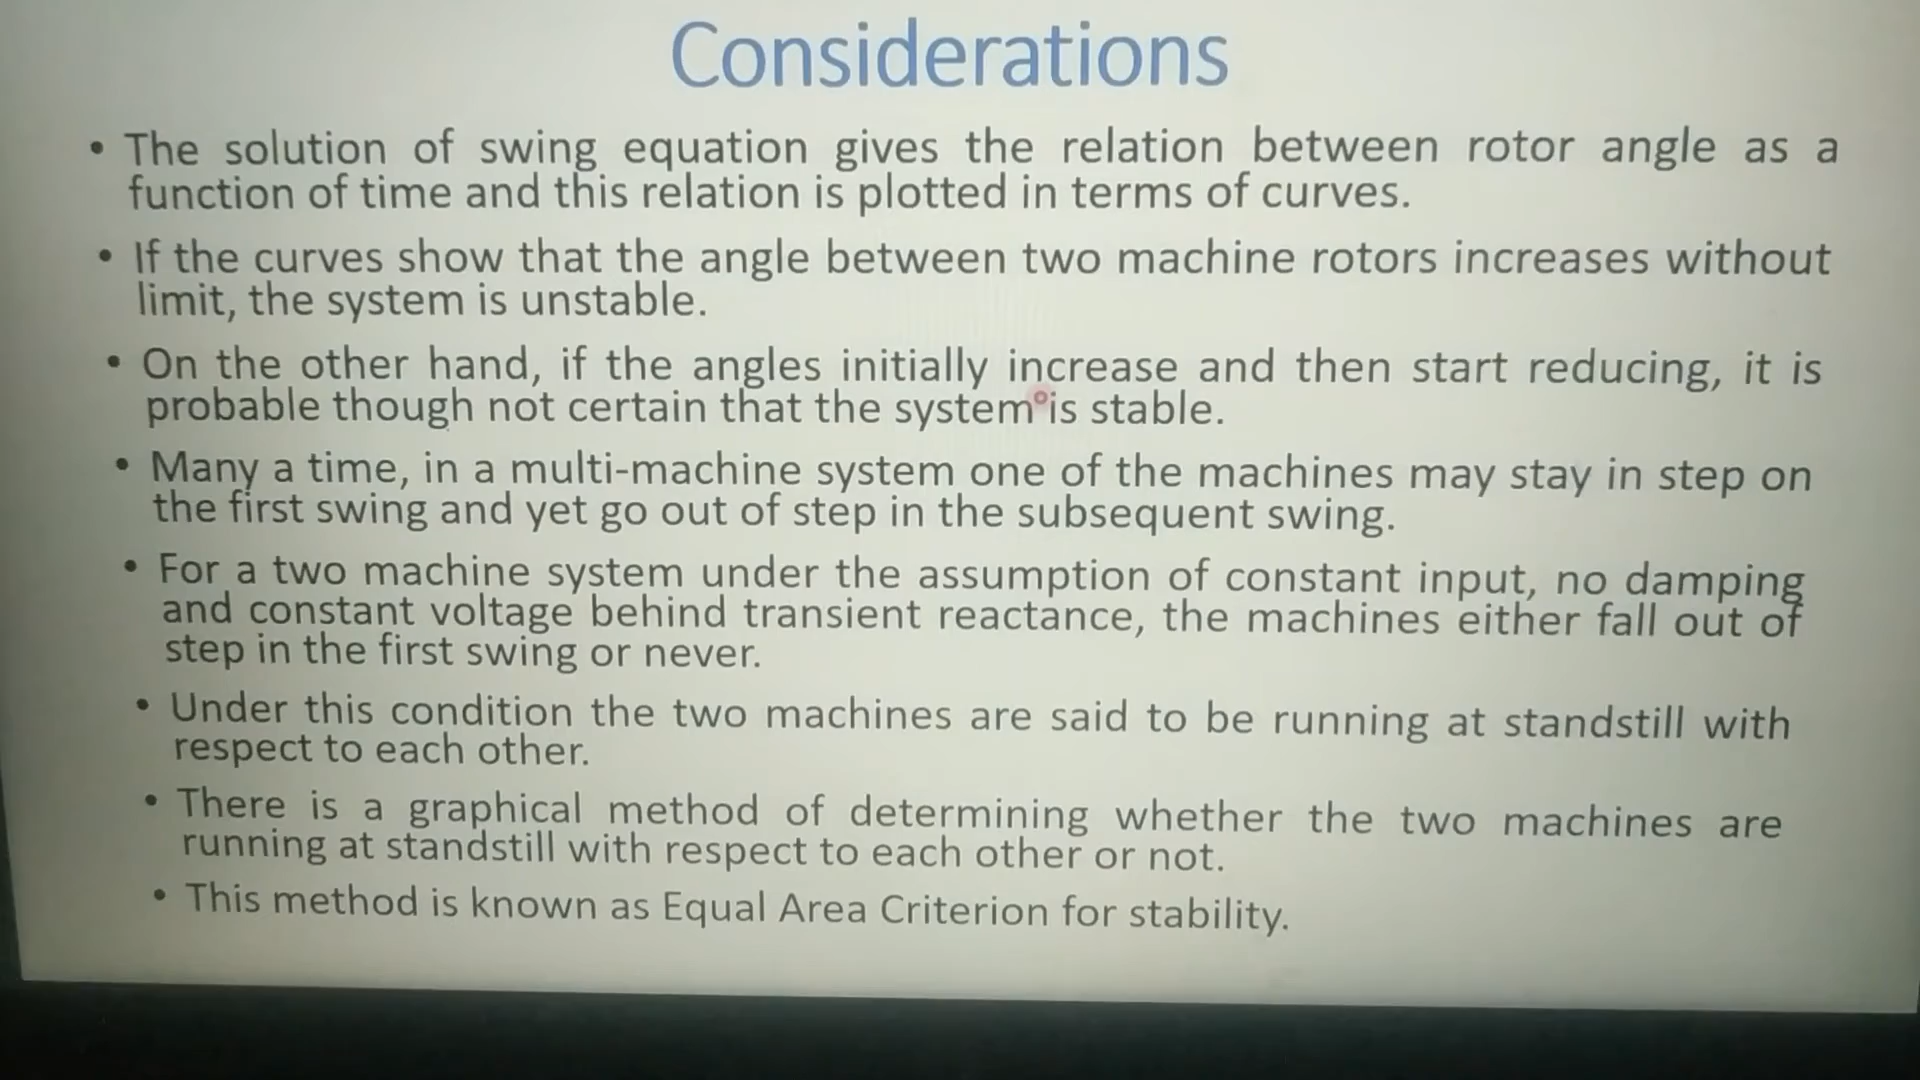 Considerations
• The solution of swing equation gives the relation between rotor angle as a
function of time and this relation is plotted in terms of curves.
• If the curves show that the angle between two machine rotors increases without
limit, the system is unstable.
• On the other hand, if the angles initially increase and then start reducing, it is
probable though not certain that the system is stable.
• Many a time, in a multi-machine system one of the machines may stay in step on
the first swing and yet go out of step in the subsequent swing.
• For a two machine system under the assumption of constant input, no damping
and constant voltage behind transient reactance, the machines either fall out of
step in the first swing or never.
• Under this condition the two machines are said to be running at standstill with
respect to each other.
• There is a graphical method of determining whether the two machines are
running at standstill with respect to each other or not.
• This method is known as Equal Area Criterion for stability.